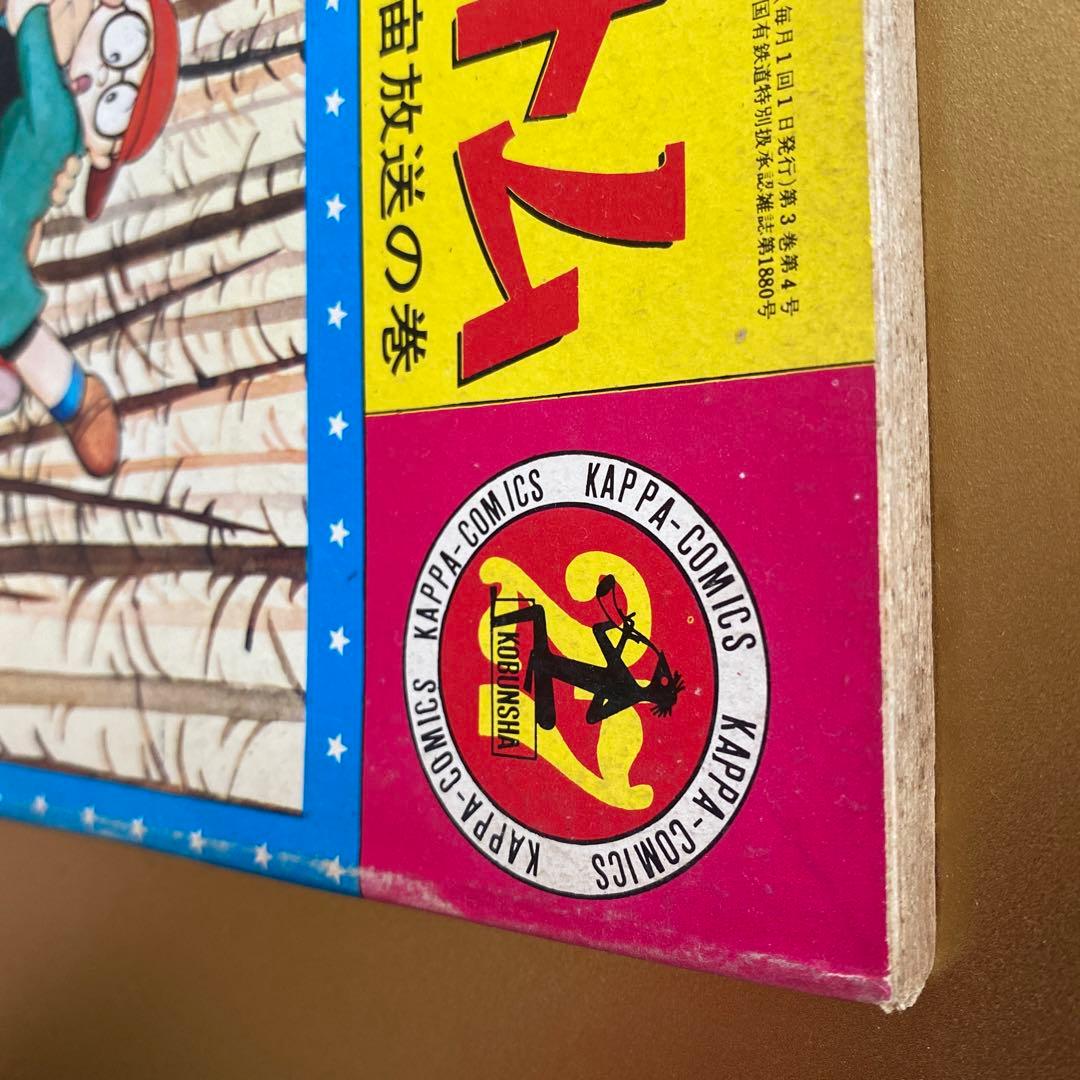 毎月1回1日発行)第3巻第4号
国有鉄道特別扱承認雑誌第1880号
トム
宙放送の巻
KAPPA-COMICS KAPPA-COMICS KAPPA-COMICS KAPPA-COMICS
27
KOBUNSHA